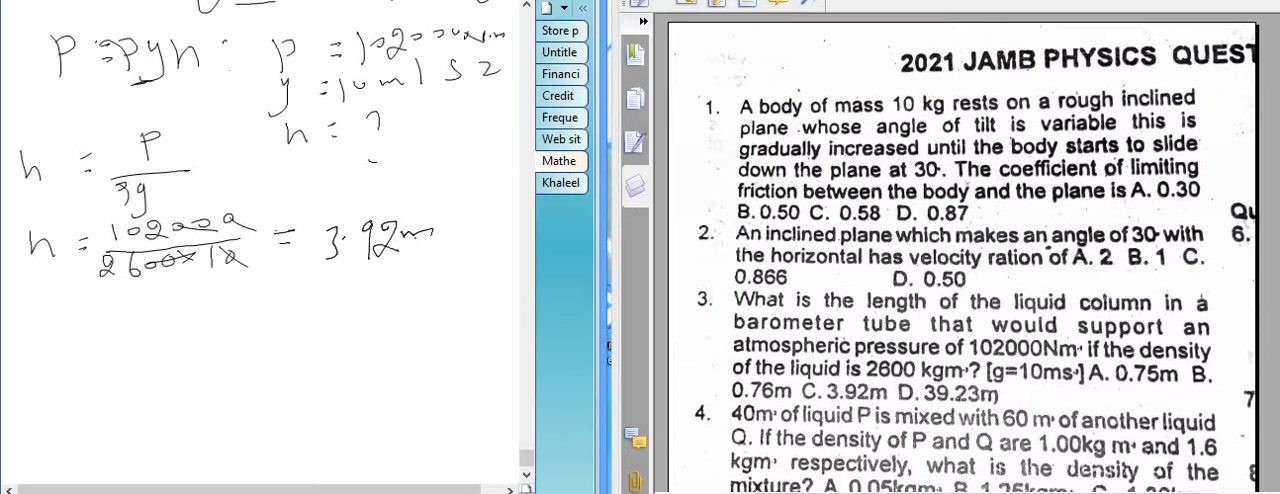 P = ρgh : p = 102000Nm
g = 10m/s2
h = ?
h = P
ρg
h = 102000
2600x10 = 3.92m
Store p
Untitle
Financi
Credit
Freque
Web sit
Mathe
Khaleel
2021 JAMB PHYSICS QUEST
1. A body of mass 10 kg rests on a rough inclined
plane whose angle of tilt is variable this is
gradually increased until the body starts to slide
down the plane at 30. The coefficient of limiting
friction between the body and the plane is A. 0.30
B. 0.50 C. 0.58 D. 0.87
2. An inclined plane which makes an angle of 30 with
the horizontal has velocity ration of A. 2 B. 1 C.
0.866 D. 0.50
3. What is the length of the liquid column in a
barometer tube that would support an
atmospheric pressure of 102000Nm if the density
of the liquid is 2600 kgm? [g=10ms] A. 0.75m B.
0.76m C. 3.92m D. 39.23m
4. 40m of liquid P is mixed with 60 m of another liquid
Q. If the density of P and Q are 1.00kg m and 1.6
kgm respectively, what is the density of the
mixture? A 0.05kgm
Qu
6.
7
8